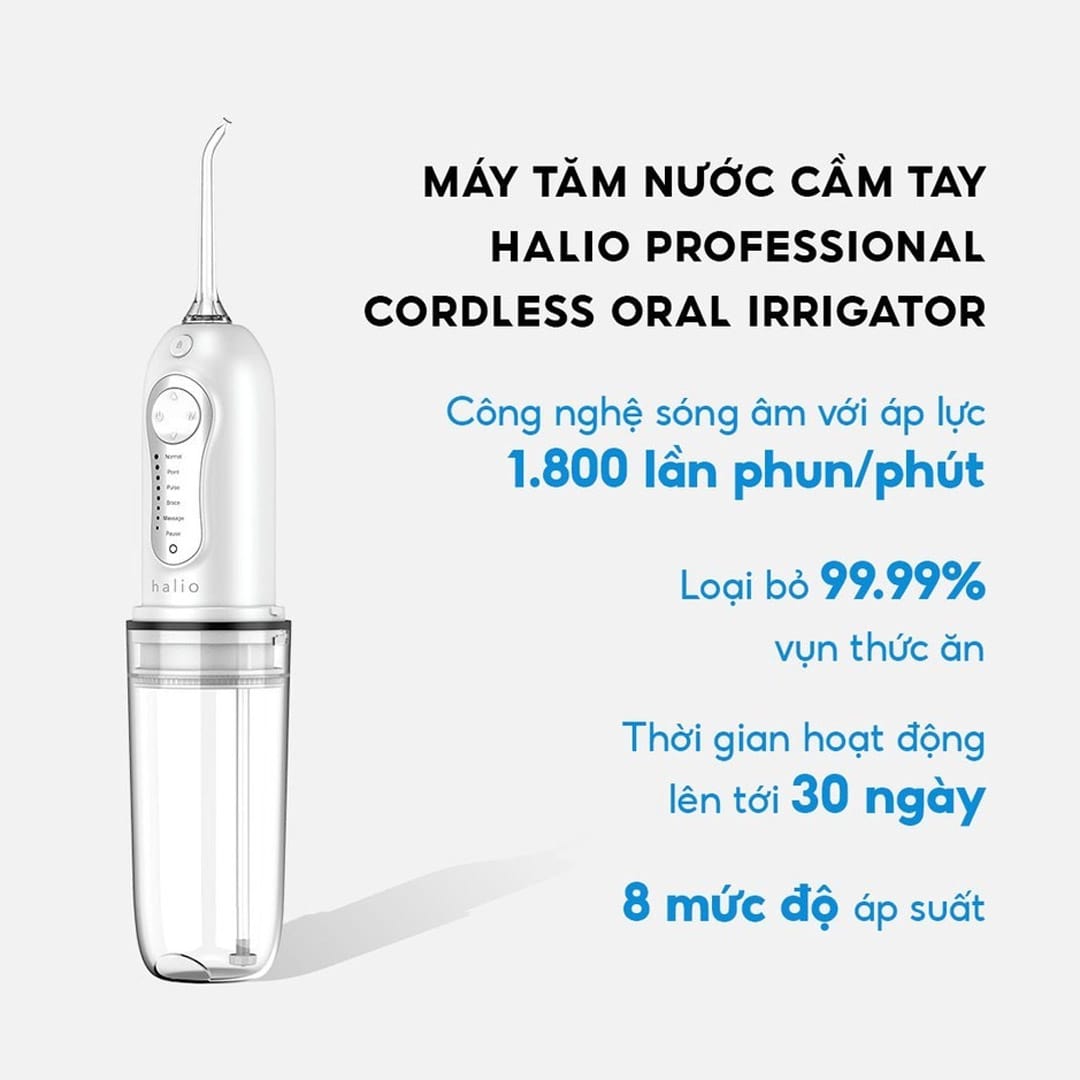 MÁY TĂM NƯỚC CẦM TAY
HALIO PROFESSIONAL
CORDLESS ORAL IRRIGATOR
Công nghệ sóng âm với áp lực
1.800 lần phun/phút
Loại bỏ 99.99%
vụn thức ăn
Thời gian hoạt động
lên tới 30 ngày
8 mức độ áp suất
M
Normal
Point
Pulse
Brace
Massage
Pause
halio